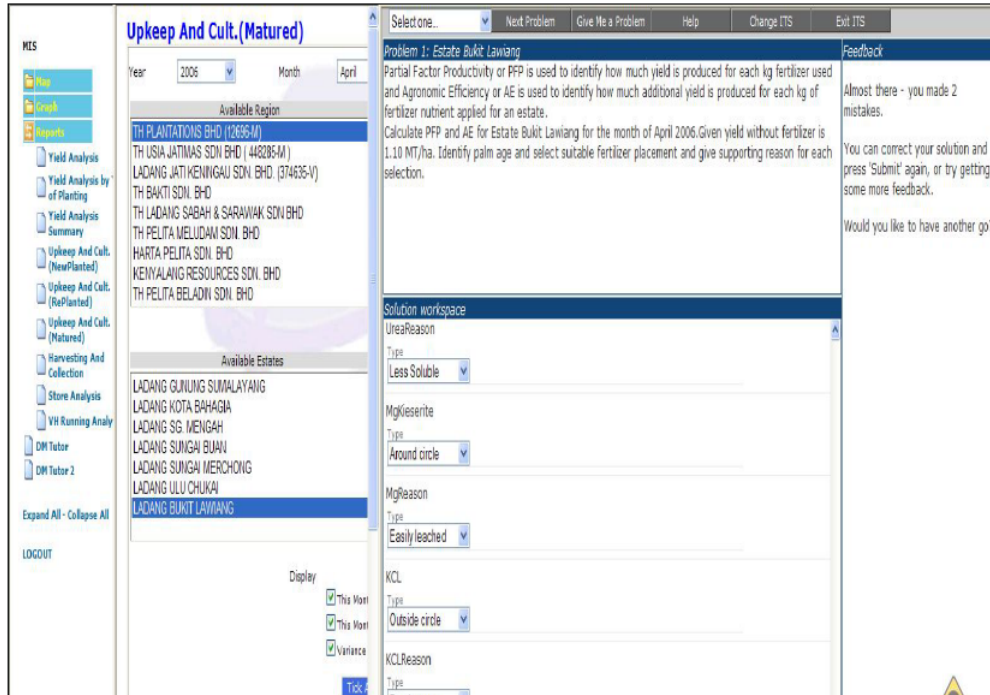 MIS
Map
Graph
Reports
Yield Analysis
Yield Analysis by
of Planting
Yield Analysis
Summary
Upkeep And Cult.
(NewPlanted)
Upkeep And Cult.
(RePlanted)
Upkeep And Cult.
(Matured)
Harvesting And
Collection
Store Analysis
VH Running Analy
DM Tutor
DM Tutor 2
Expand All - Collapse All
LOGOUT
Upkeep And Cult.(Matured)
Year 2006 Month April
Available Region
TH PLANTATIONS BHD (12696-M)
TH USIA JATIMAS SDN BHD ( 448285-M )
LADANG JATI KENINGAU SDN. BHD. (374635-V)
TH BAKTI SDN. BHD
TH LADANG SABAH & SARAWAK SDN BHD
TH PELITA MELUDAM SDN. BHD
HARTA PELITA SDN. BHD
KENYALANG RESOURCES SDN. BHD
TH PELITA BELADIN SDN. BHD
Available Estates
LADANG GUNUNG SUMALAYANG
LADANG KOTA BAHAGIA
LADANG SG. MENGAH
LADANG SUNGAI BUAN
LADANG SUNGAI MERCHONG
LADANG ULU CHUKAI
LADANG BUKIT LAWIANG
Display
This Mont
This Mont
Variance
Tick A
Select one... Next Problem Give Me a Problem Help Change ITS Exit ITS
Problem 1: Estate Bukit Lawiang
Partial Factor Productivity or PFP is used to identify how much yield is produced for each kg fertilizer used
and Agronomic Efficiency or AE is used to identify how much additional yield is produced for each kg of
fertilizer nutrient applied for an estate.
Calculate PFP and AE for Estate Bukit Lawiang for the month of April 2006.Given yield without fertilizer is
1.10 MT/ha. Identify palm age and select suitable fertilizer placement and give supporting reason for each
selection.
Solution workspace
UreaReason
Type
Less Soluble
MgKieserite
Type
Around circle
MgReason
Type
Easily leached
KCL
Type
Outside circle
KCLReason
Type
Feedback
Almost there - you made 2
mistakes.
You can correct your solution and
press 'Submit' again, or try getting
some more feedback.
Would you like to have another go?